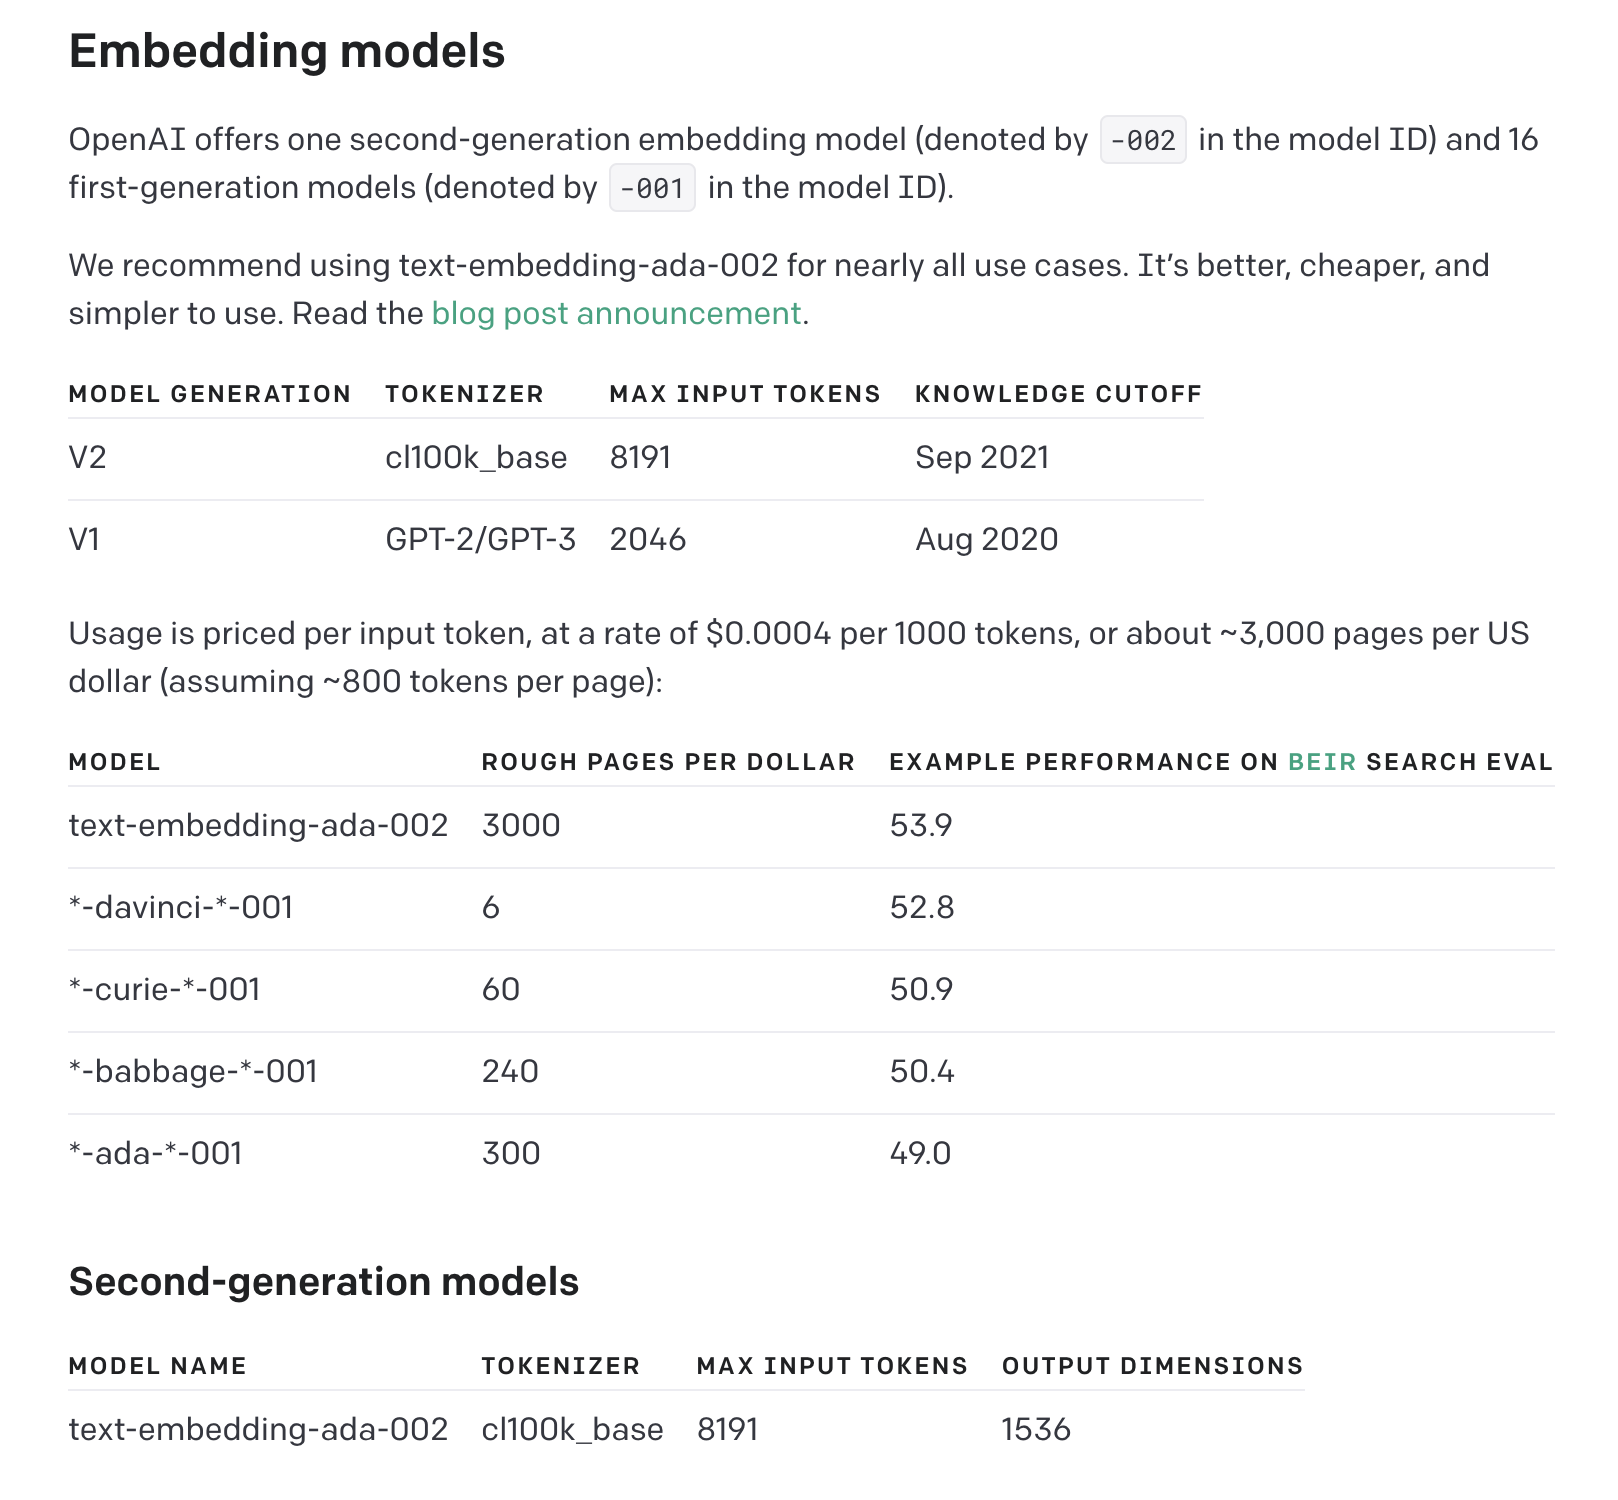 Embedding models
OpenAI offers one second-generation embedding model (denoted by -002 in the model ID) and 16
first-generation models (denoted by -001 in the model ID).
We recommend using text-embedding-ada-002 for nearly all use cases. It’s better, cheaper, and
simpler to use. Read the blog post announcement.
MODEL GENERATION TOKENIZER MAX INPUT TOKENS KNOWLEDGE CUTOFF
V2 cl100k_base 8191 Sep 2021
V1 GPT-2/GPT-3 2046 Aug 2020
Usage is priced per input token, at a rate of $0.0004 per 1000 tokens, or about ~3,000 pages per US
dollar (assuming ~800 tokens per page):
MODEL ROUGH PAGES PER DOLLAR EXAMPLE PERFORMANCE ON BEIR SEARCH EVAL
text-embedding-ada-002 3000 53.9
*-davinci-*-001 6 52.8
*-curie-*-001 60 50.9
*-babbage-*-001 240 50.4
*-ada-*-001 300 49.0
Second-generation models
MODEL NAME TOKENIZER MAX INPUT TOKENS OUTPUT DIMENSIONS
text-embedding-ada-002 cl100k_base 8191 1536